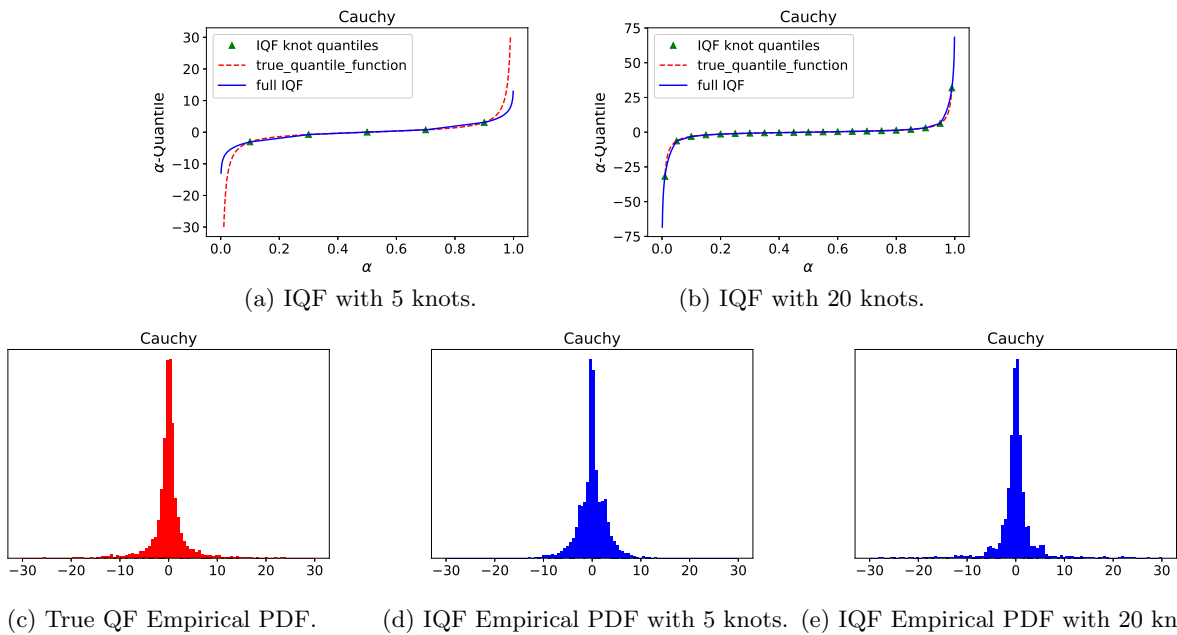 Cauchy
Cauchy
IQF knot quantiles
true_quantile_function
full IQF
IQF knot quantiles
true_quantile_function
full IQF
α-Quantile
α-Quantile
30
20
10
0
−10
−20
−30
75
50
25
0
−25
−50
−75
0.0 0.2 0.4 0.6 0.8 1.0
0.0 0.2 0.4 0.6 0.8 1.0
α
α
(a) IQF with 5 knots.
(b) IQF with 20 knots.
Cauchy
Cauchy
Cauchy
−30 −20 −10 0 10 20 30
−30 −20 −10 0 10 20 30
−30 −20 −10 0 10 20 30
(c) True QF Empirical PDF.
(d) IQF Empirical PDF with 5 knots.
(e) IQF Empirical PDF with 20 kn